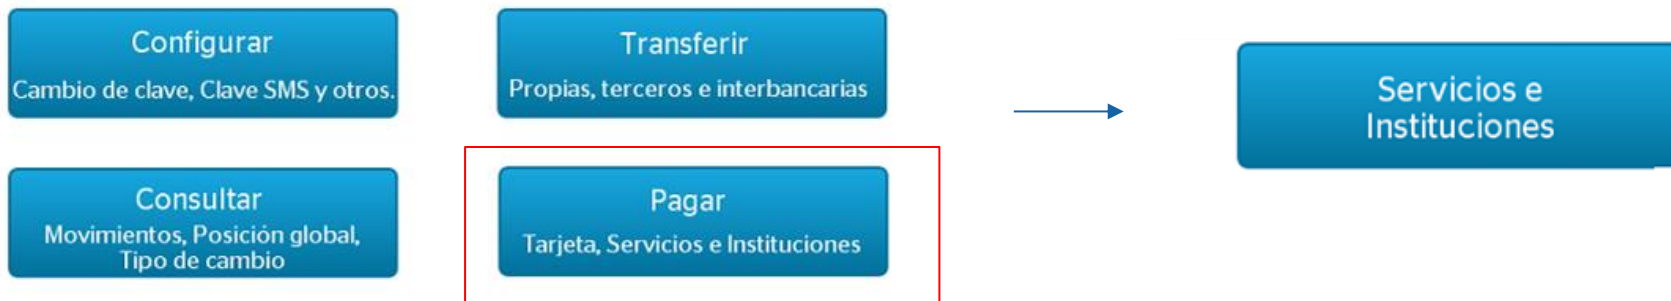 Configurar
Cambio de clave, Clave SMS y otros.
Transferir
Propias, terceros e interbancarias
Servicios e
Instituciones
Consultar
Movimientos, Posición global,
Tipo de cambio
Pagar
Tarjeta, Servicios e Instituciones